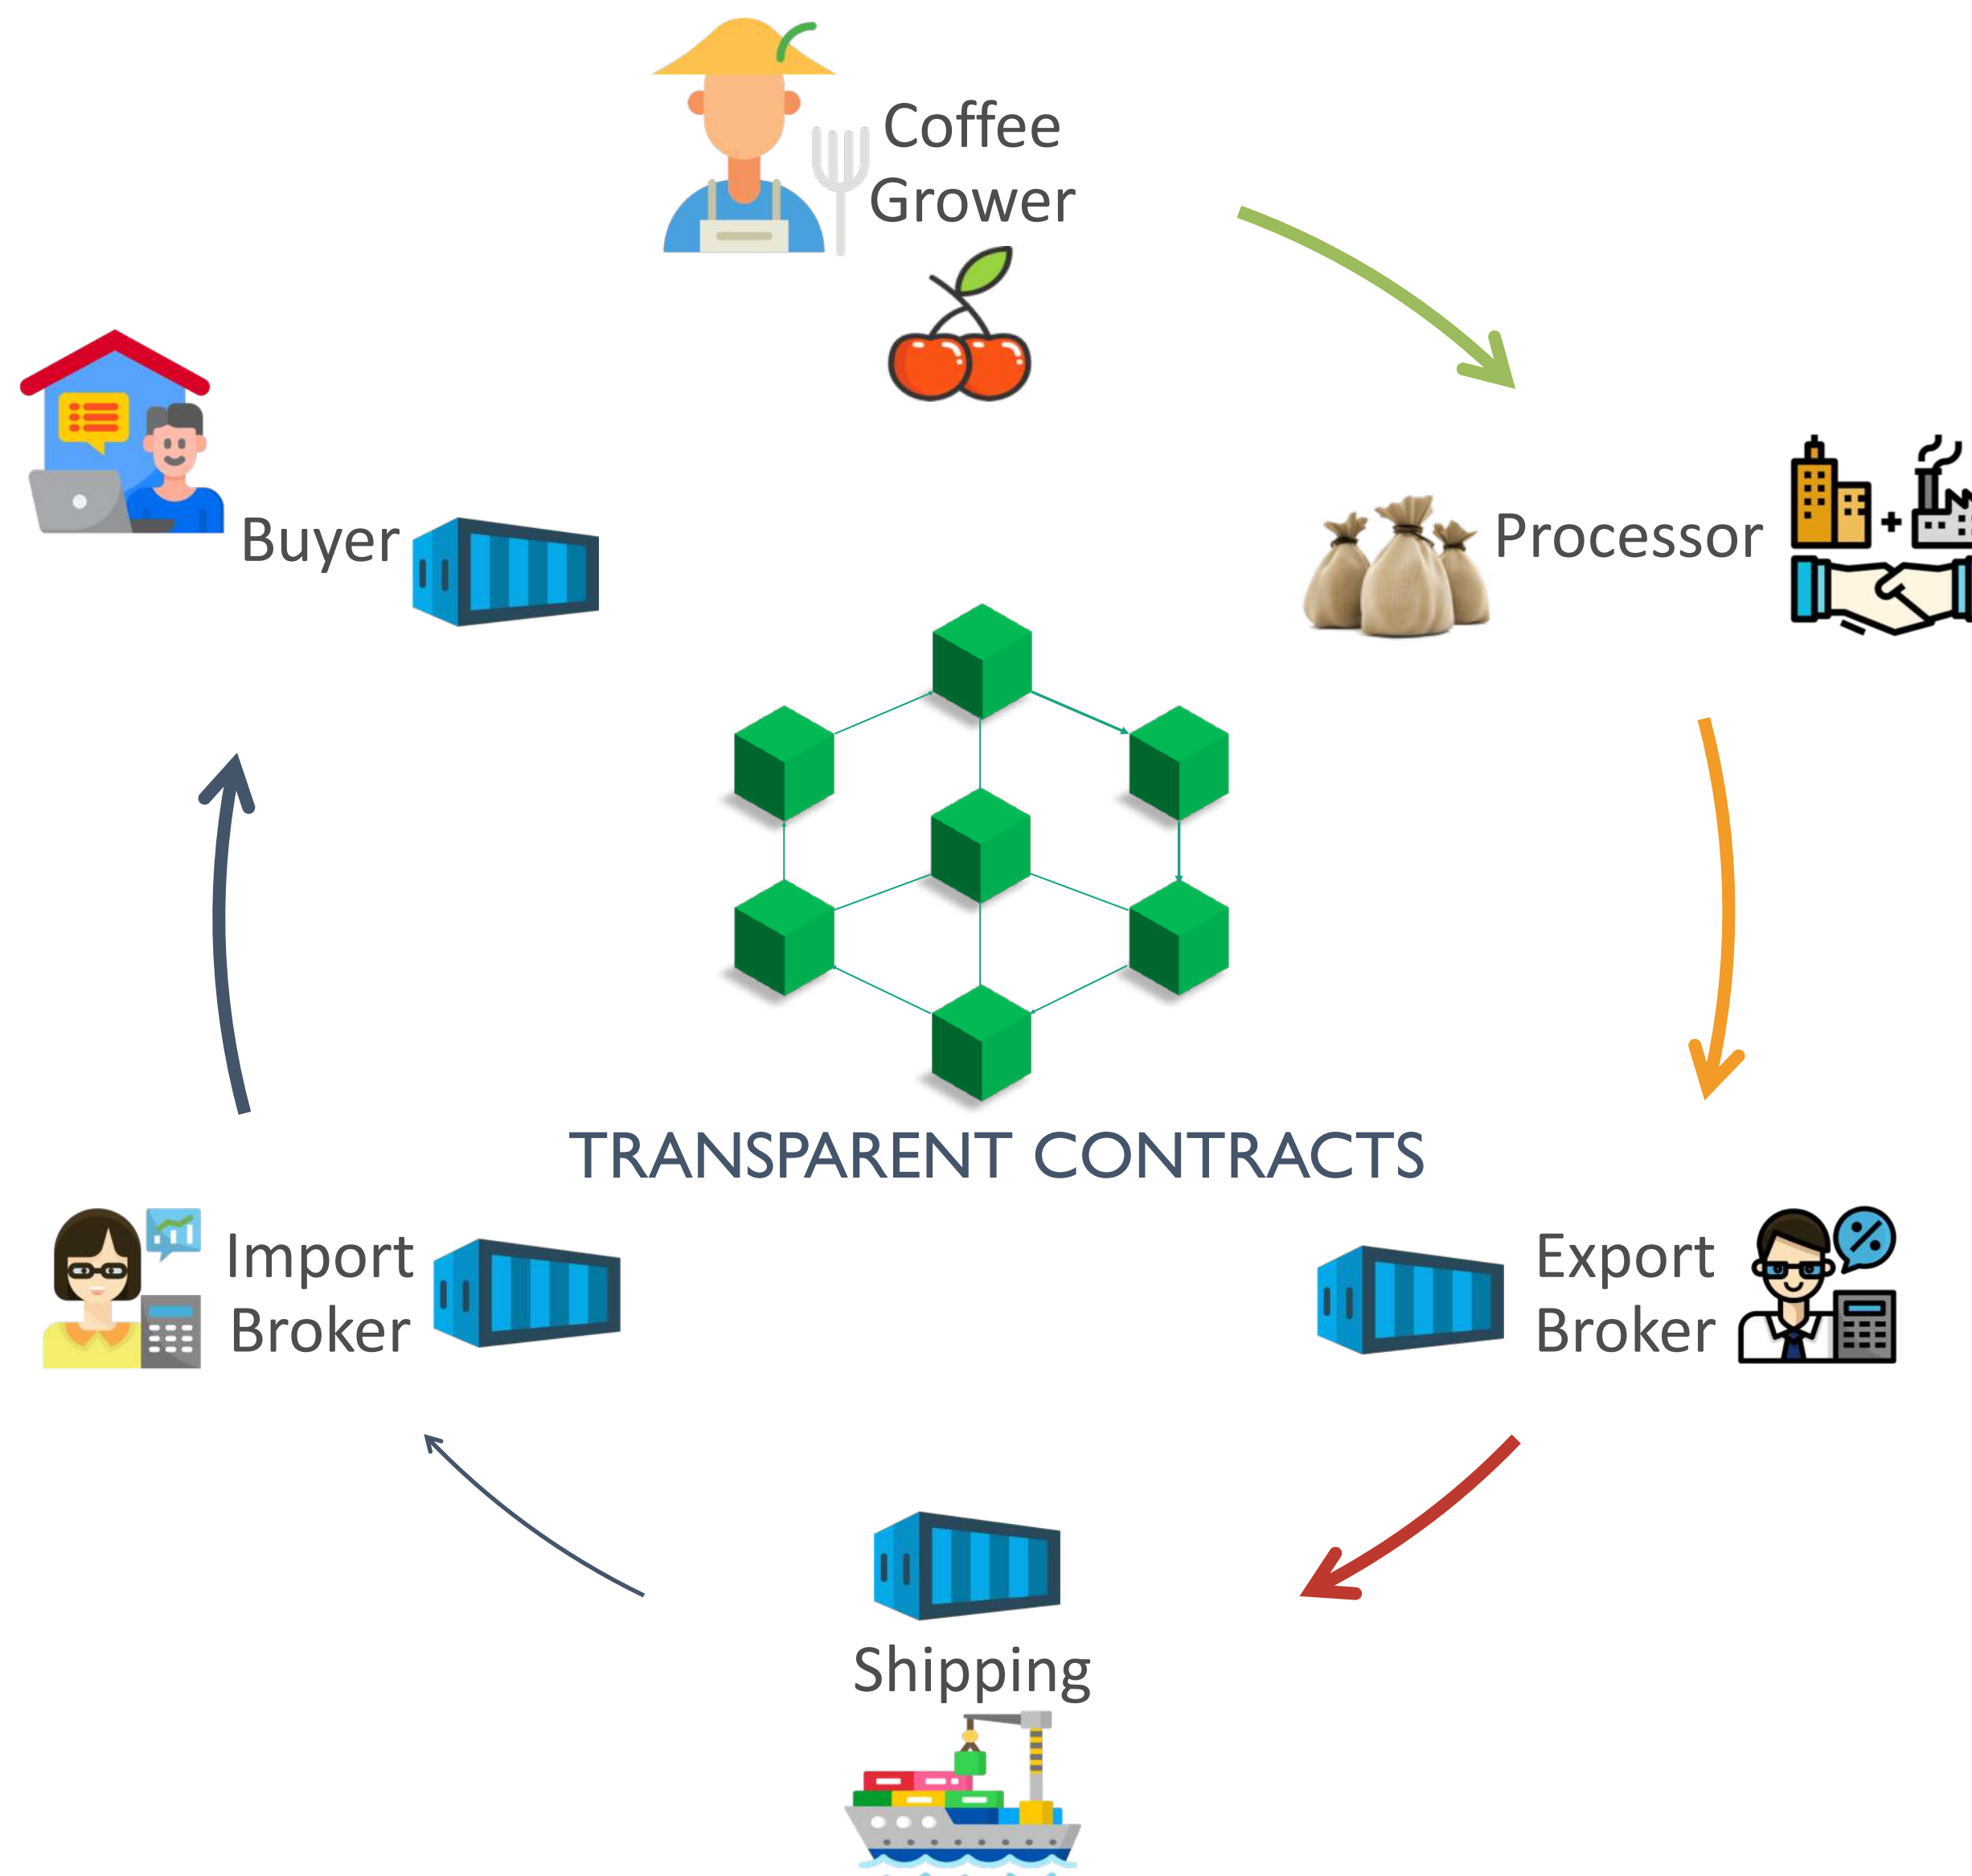 Coffee
Grower
Buyer
Processor
TRANSPARENT CONTRACTS
Import
Broker
Export
Broker
Shipping